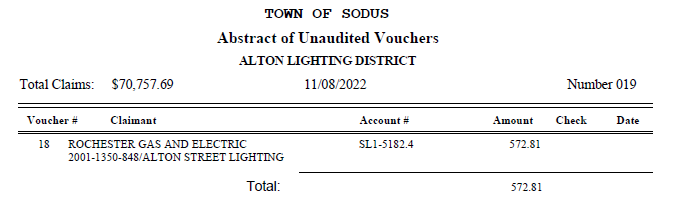 TOWN OF SODUS
Abstract of Unaudited Vouchers
ALTON LIGHTING DISTRICT
Total Claims: $70,757.69 11/08/2022 Number 019
Voucher # Claimant Account # Amount Check Date
18 ROCHESTER GAS AND ELECTRIC SL1-5182.4 572.81
2001-1350-848/ALTON STREET LIGHTING
Total: 572.81